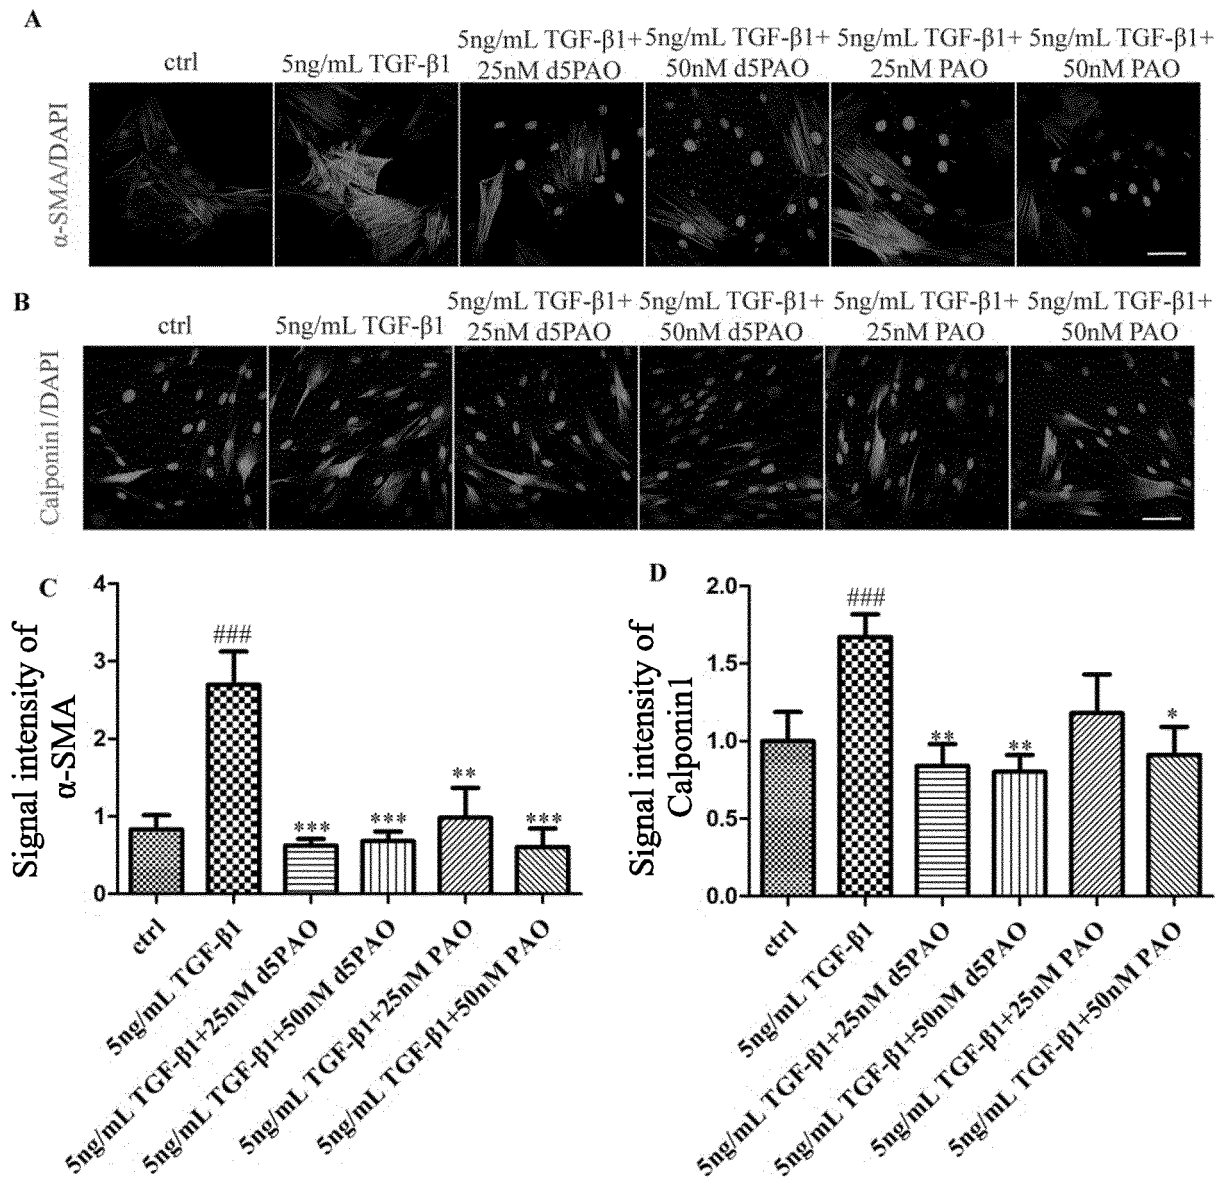 A
ctrl
5ng/mL TGF-β1
5ng/mL TGF-β1+
25nM d5PAO
5ng/mL TGF-β1+
50nM d5PAO
5ng/mL TGF-β1+
25nM PAO
5ng/mL TGF-β1+
50nM PAO
α-SMA/DAPI
B
ctrl
5ng/mL TGF-β1
5ng/mL TGF-β1+
25nM d5PAO
5ng/mL TGF-β1+
50nM d5PAO
5ng/mL TGF-β1+
25nM PAO
5ng/mL TGF-β1+
50nM PAO
Calponin1/DAPI
C
Signal intensity of
α-SMA
4
3
2
1
0
###
***
***
**
***
ctrl
5ng/mL TGF-β1
5ng/mL TGF-β1+25nM d5PAO
5ng/mL TGF-β1+50nM d5PAO
5ng/mL TGF-β1+25nM PAO
5ng/mL TGF-β1+50nM PAO
D
Signal intensity of
Calponin1
2.0
1.5
1.0
0.5
0.0
###
**
**
*
ctrl
5ng/mL TGF-β1
5ng/mL TGF-β1+25nM d5PAO
5ng/mL TGF-β1+50nM d5PAO
5ng/mL TGF-β1+25nM PAO
5ng/mL TGF-β1+50nM PAO